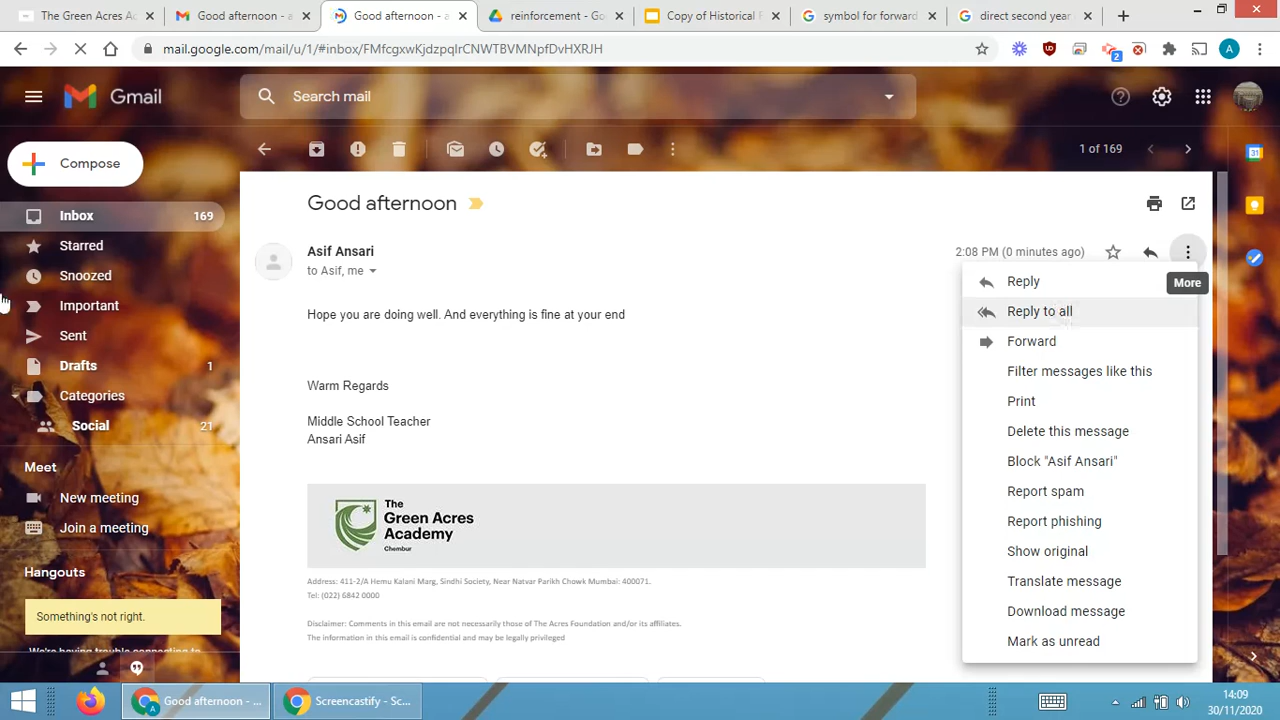 The Green Ac
Good afternoon -
Good afternoon -
reinforcent - Go
Copy of Historical F
symbol for forward
direct second year
mail.google.com/mail/u/1/#inbox/FMfcgxwKjdzpqlrCNWTBVMNpfDvHXRJH
2
A
Gmail
Search mail
Compose
1 of 169
31
Inbox 169
Starred
Snoozed
Important
Sent
Drafts 1
Categories
Social 21
Meet
New meeting
Join a meeting
Hangouts
Something's not right.
We're having trouble connecting to
Good afternoon
Asif Ansari
2:08 PM (0 minutes ago)
to Asif, me
Hope you are doing well. And everything is fine at your end
Warm Regards
Middle School Teacher
Ansari Asif
The
Green Acres
Academy
Chembur
Address: 411-2/A Hemu Kalani Marg, Sindhi Society, Near Natvar Parikh Chowk Mumbai: 400071.
Tel: (022) 6842 0000
Disclaimer: Comments in this email are not necessarily those of The Acres Foundation and/or its affiliates.
The information in this email is confidential and may be legally privileged
More
Reply
Reply to all
Forward
Filter messages like this
Print
Delete this message
Block "Asif Ansari"
Report spam
Report phishing
Show original
Translate message
Download message
Mark as unread
Good afternoon - ...
Screencastify - Sc...
14:09
30/11/2020